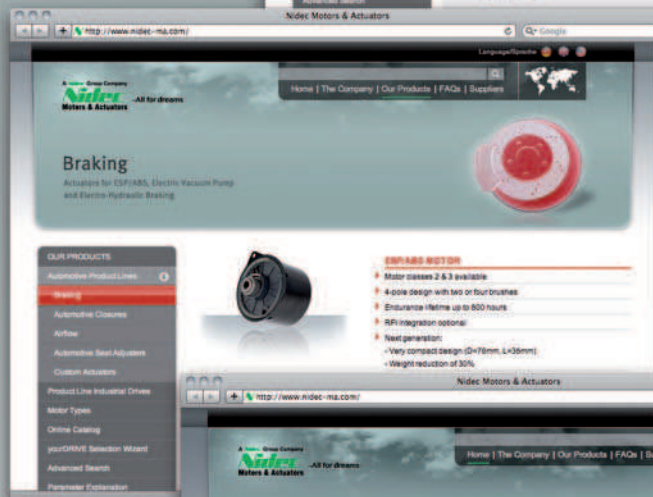 Advanced Search
Nidec Motors & Actuators
http://www.nidec-ma.com/
Google
Language/Sprache
A Nidec Group Company
Nidec
Motors & Actuators
-All for dreams
Home | The Company | Our Products | FAQs | Suppliers
Braking
Actuators for ESP/ABS, Electric Vacuum Pump
and Electro-Hydraulic Braking
OUR PRODUCTS
Automotive Product Lines
Braking
Automotive Closures
Airflow
Automotive Seat Adjusters
Custom Actuators
Product Line Industrial Drives
Motor Types
Online Catalog
yourDRIVE Selection Wizard
Advanced Search
Parameter Explanation
ESP/ABS MOTOR
Motor classes 2 & 3 available
4-pole design with two or four brushes
Endurance lifetime up to 800 hours
RFI integration optional
Next generation:
- Very compact design (D=76mm, L=36mm)
- Weight reduction of 30%
Nidec Motors & Actuators
http://www.nidec-ma.com/
A Nidec Group Company
Nidec
Motors & Actuators
-All for dreams
Home | The Company | Our Products | FAQs | Su